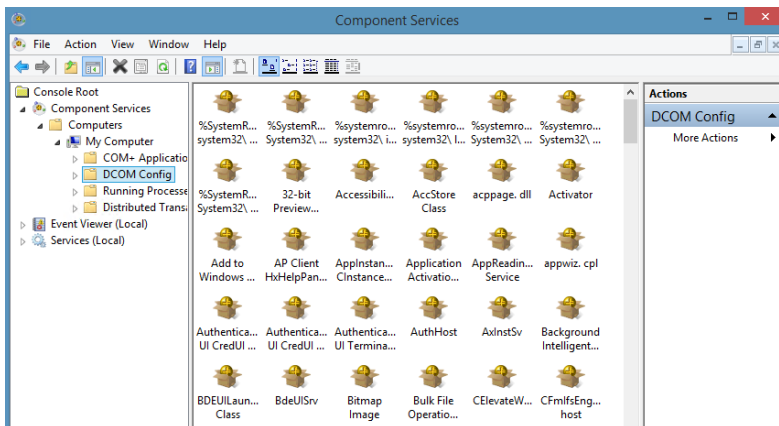 Component Services
File Action View Window Help
Console Root
Component Services
Computers
My Computer
COM+ Applicatio
DCOM Config
Running Processe
Distributed Trans
Event Viewer (Local)
Services (Local)
%SystemR... %SystemR... %systemro... %systemro... %systemro... %systemro...
system32\ ... System32\ ... system32\ i... system32\ l... System32\ ... System32\ ...
%SystemR... 32-bit Accessibili... AccStore acppage. dll Activator
System32\ ... Preview... Class
Add to AP Client AppInstan... Application AppReadin... appwiz. cpl
Windows ... HxHelpPan... CInstance... Activatio... Service
Authentica... Authentica... Authentica... AuthHost AxInstSv Background
UI CredUI ... UI CredUI ... UI Termina... Intelligent...
BDEUILaun... BdeUISrv Bitmap Bulk File CElevateW... CFmIfsEng...
Class Image Operatio... host
Actions
DCOM Config
More Actions